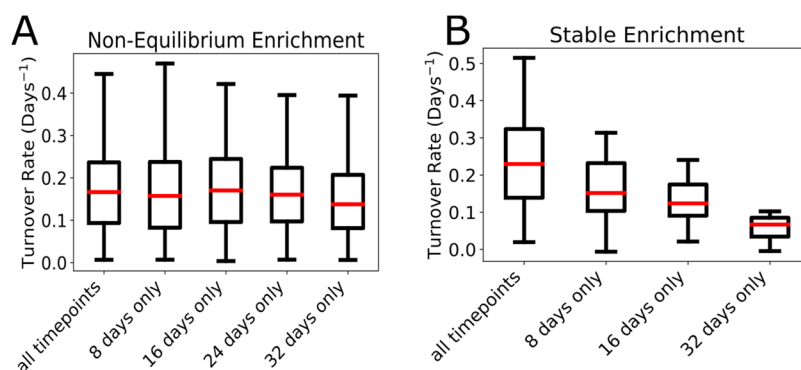 A
Non-Equilibrium Enrichment
Turnover Rate (Days⁻¹)
0.4
0.3
0.2
0.1
0.0
all timepoints
8 days only
16 days only
24 days only
32 days only
B
Stable Enrichment
Turnover Rate (Days⁻¹)
0.5
0.4
0.3
0.2
0.1
0.0
all timepoints
8 days only
16 days only
32 days only